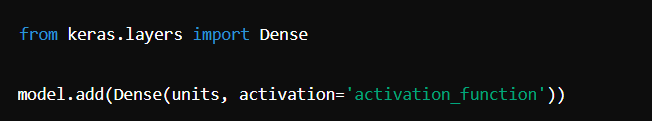 from keras.layers import Dense
model.add(Dense(units, activation='activation_function'))